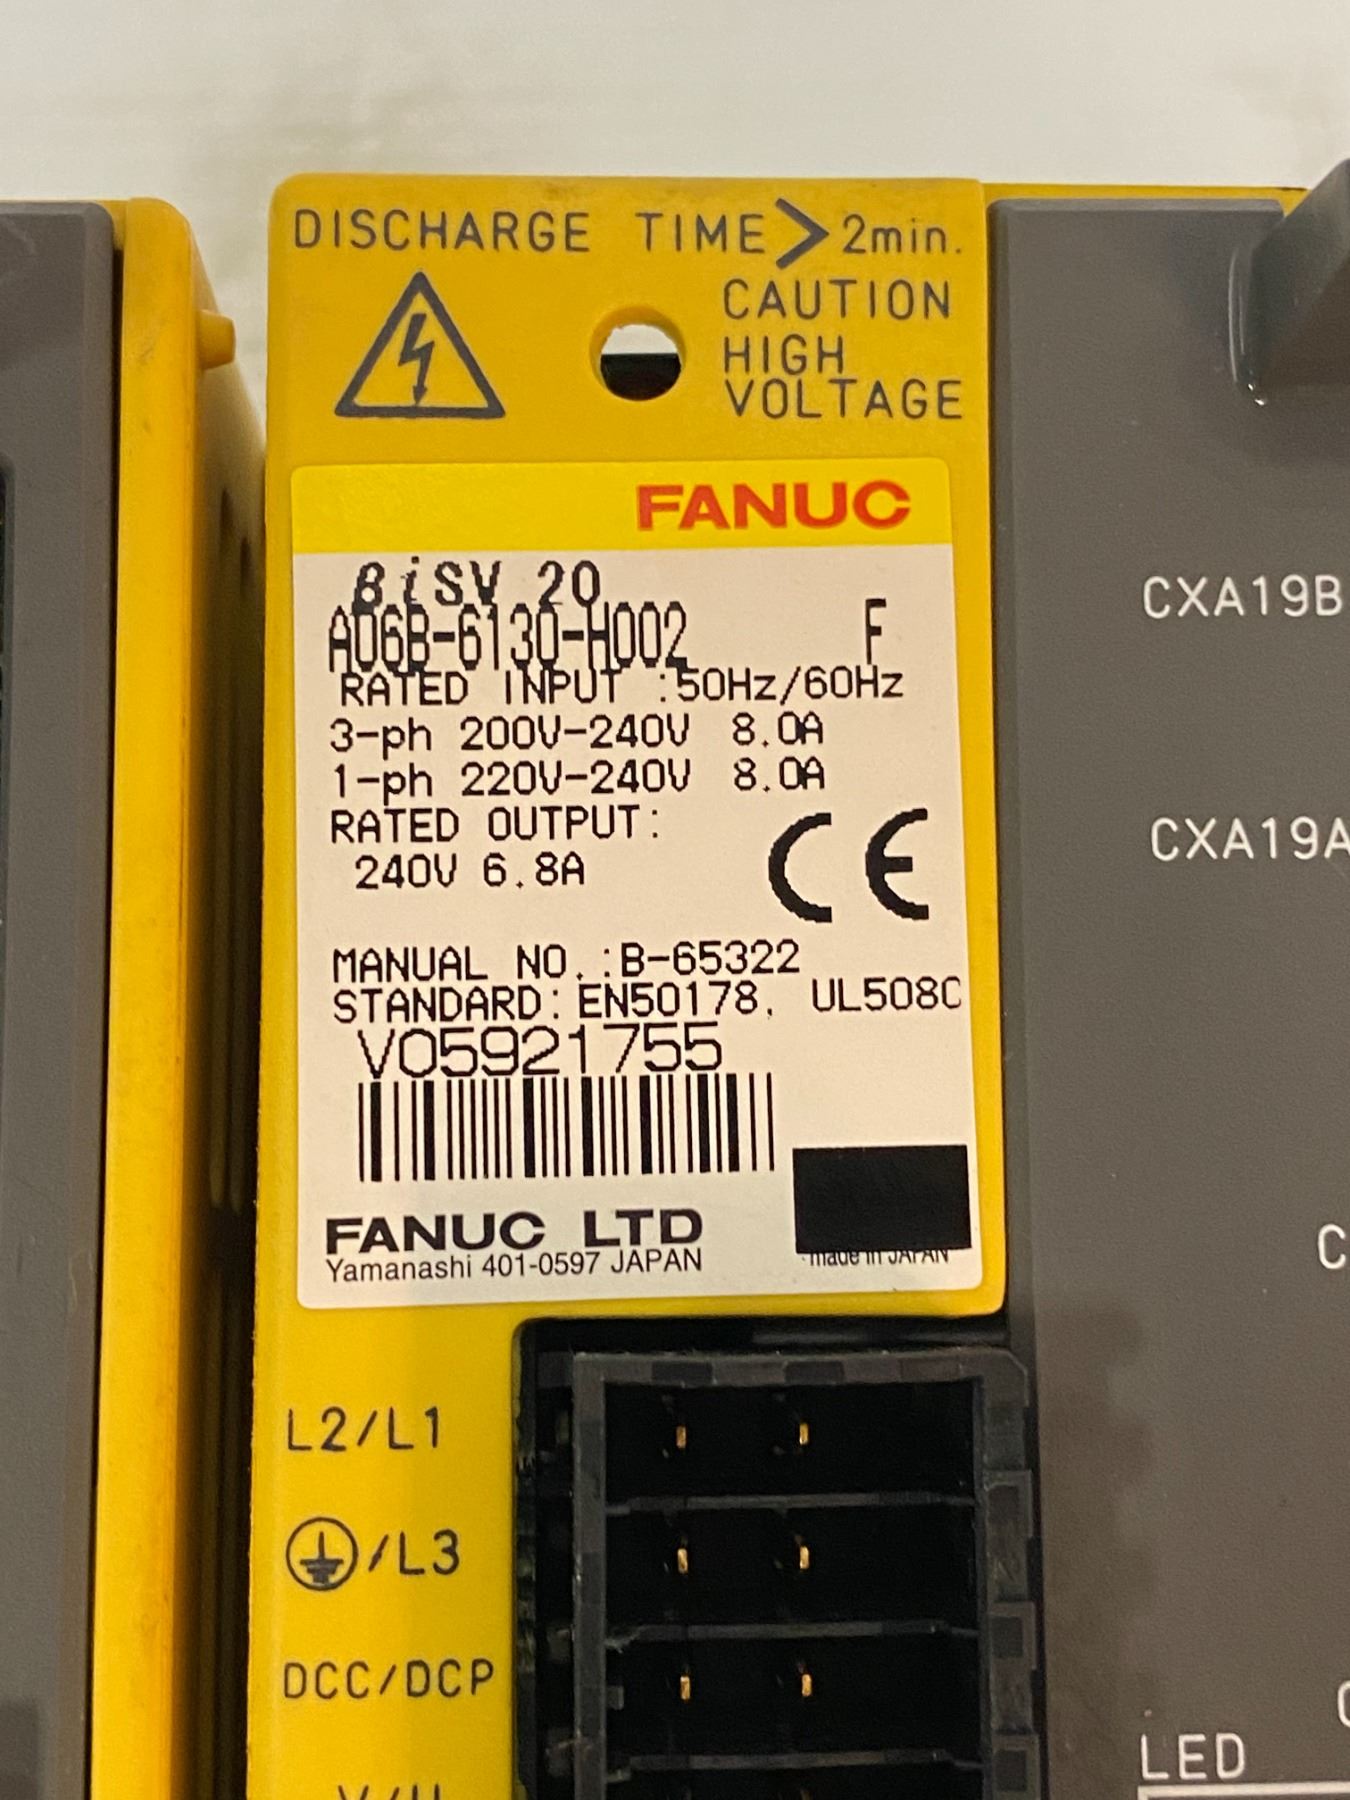 DISCHARGE TIME > 2min.
CAUTION
HIGH
VOLTAGE
FANUC
βiSV 20
A06B-6130-H002 F
RATED INPUT :50Hz/60Hz
3-ph 200V-240V 8.0A
1-ph 220V-240V 8.0A
RATED OUTPUT:
240V 6.8A
CE
MANUAL NO.:B-65322
STANDARD:EN50178, UL508C
V05921755
FANUC LTD
Yamanashi 401-0597 JAPAN
made in JAPAN
CXA19B
CXA19A
L2/L1
/L3
DCC/DCP
V/U
LED